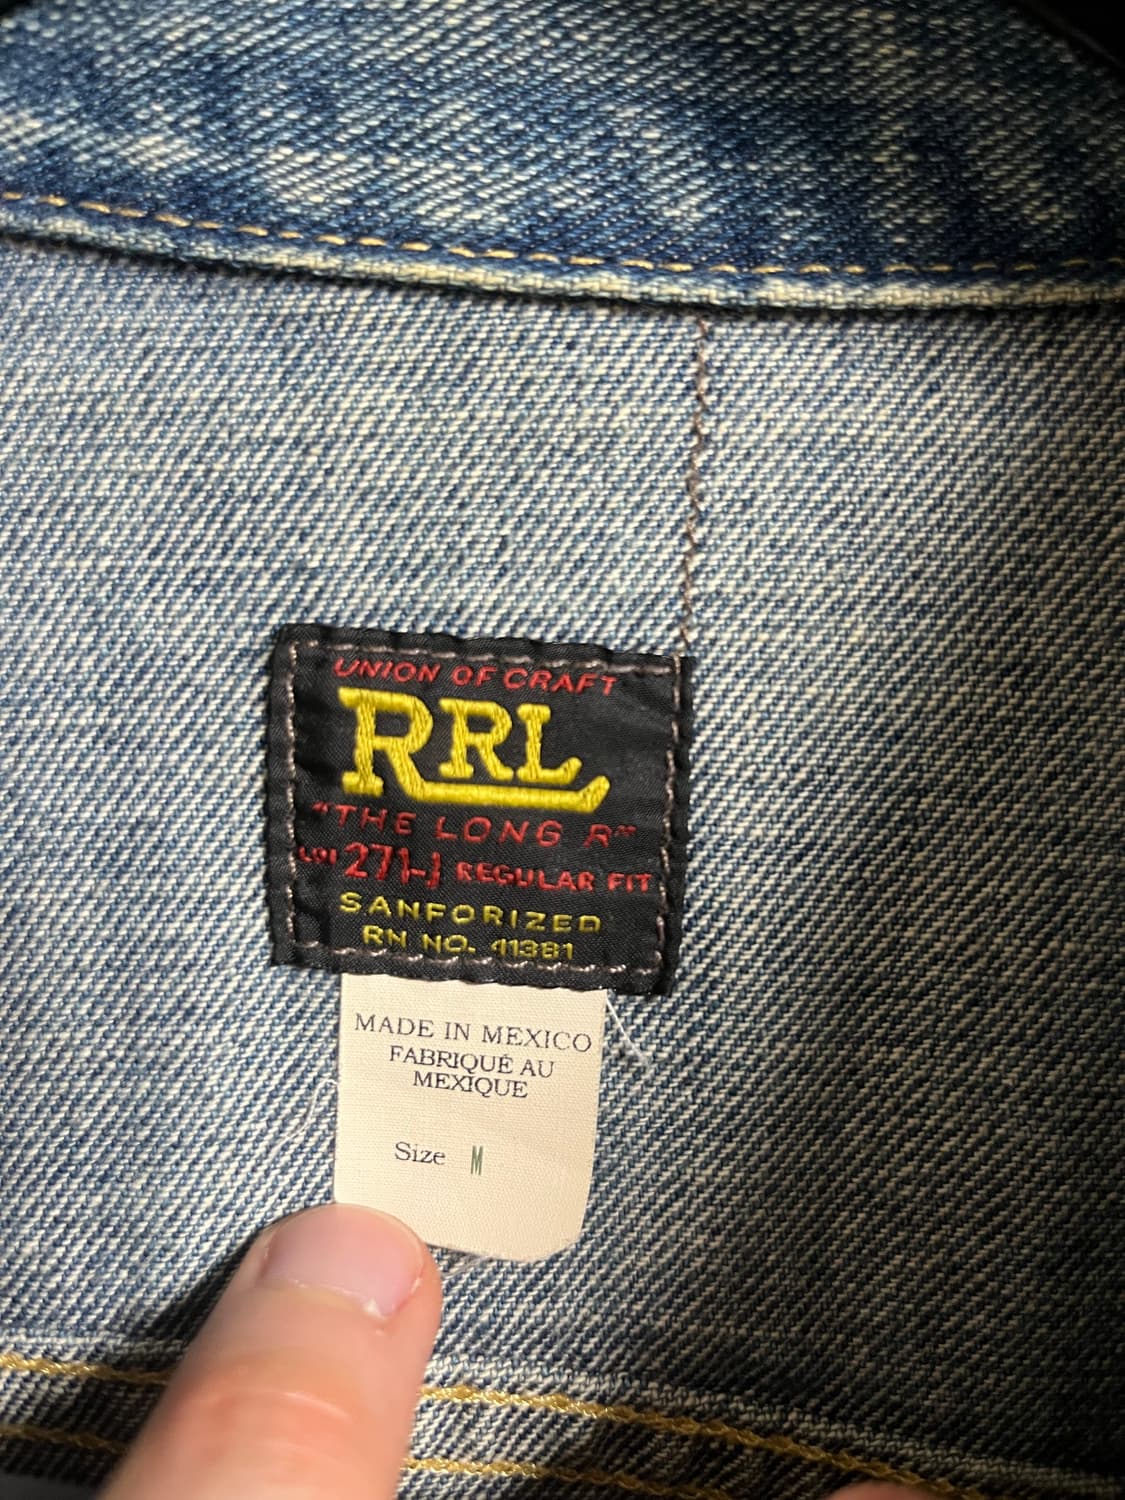 UNION OF CRAFT
RRL
"THE LONG R"
LOT 271-J REGULAR FIT
SANFORIZED
RN NO. 41381
MADE IN MEXICO
FABRIQUÉ AU
MEXIQUE
Size M